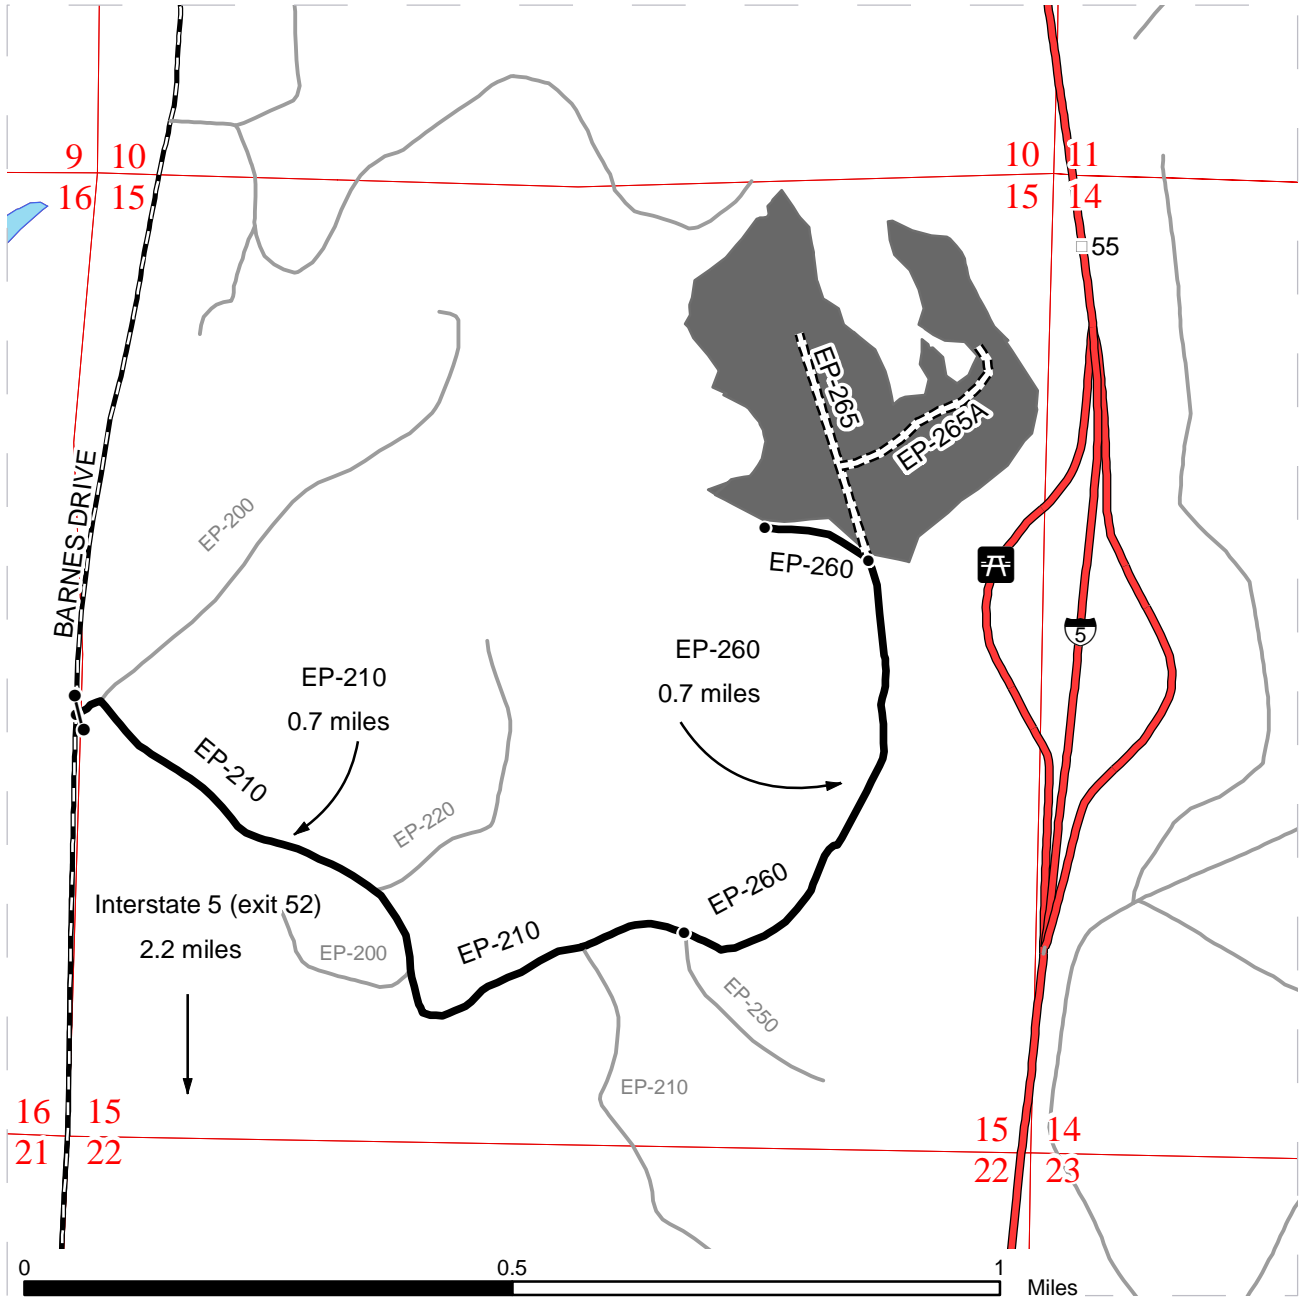 9 10
10 11
16 15
15 14
55
EP-265
EP-265A
BARNES DRIVE
EP-200
EP-260
5
EP-260
0.7 miles
EP-210
0.7 miles
EP-210
EP-220
EP-260
Interstate 5 (exit 52)
2.2 miles
EP-200
EP-210
EP-250
EP-210
16 15
15 14
21 22
22 23
0 0.5 1
Miles